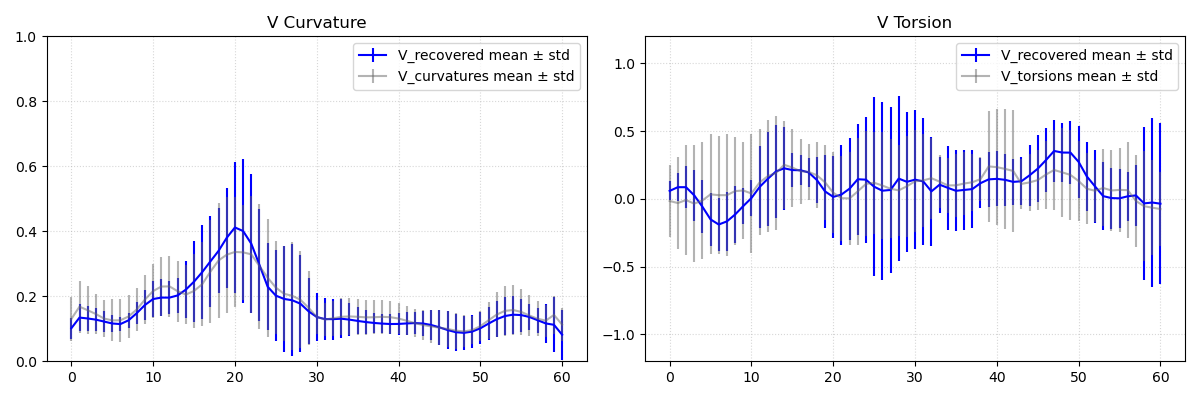 V Curvature
1.0
0.8
0.6
0.4
0.2
0.0
0 10 20 30 40 50 60
V_recovered mean ± std
V_curvatures mean ± std
V Torsion
1.0
0.5
0.0
−0.5
−1.0
0 10 20 30 40 50 60
V_recovered mean ± std
V_torsions mean ± std